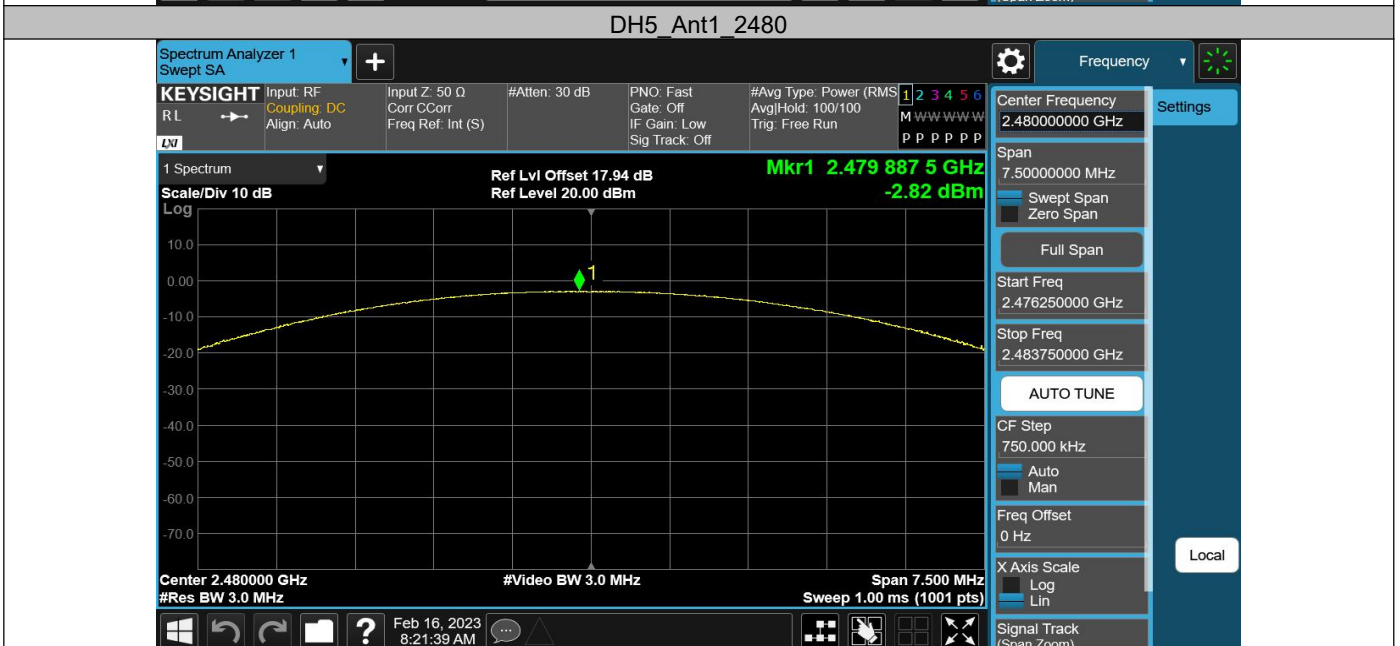 (Span Zoom)
DH5_Ant1_2480
Spectrum Analyzer 1
Swept SA
Frequency
KEYSIGHT
RL
LXI
Input: RF
Coupling: DC
Align: Auto
Input Z: 50 Ω
Corr CCorr
Freq Ref: Int (S)
#Atten: 30 dB
PNO: Fast
Gate: Off
IF Gain: Low
Sig Track: Off
#Avg Type: Power (RMS
Avg|Hold: 100/100
Trig: Free Run
1 2 3 4 5 6
M W W W W W
P P P P P P
Center Frequency
2.480000000 GHz
Settings
1 Spectrum
Scale/Div 10 dB
Log
Ref Lvl Offset 17.94 dB
Ref Level 20.00 dBm
Mkr1 2.479 887 5 GHz
-2.82 dBm
1
10.0
0.00
-10.0
-20.0
-30.0
-40.0
-50.0
-60.0
-70.0
Center 2.480000 GHz
#Res BW 3.0 MHz
#Video BW 3.0 MHz
Span 7.500 MHz
Sweep 1.00 ms (1001 pts)
Span
7.50000000 MHz
Swept Span
Zero Span
Full Span
Start Freq
2.476250000 GHz
Stop Freq
2.483750000 GHz
AUTO TUNE
CF Step
750.000 kHz
Auto
Man
Freq Offset
0 Hz
X Axis Scale
Log
Lin
Local
Signal Track
(Span Zoom)
?
Feb 16, 2023
8:21:39 AM